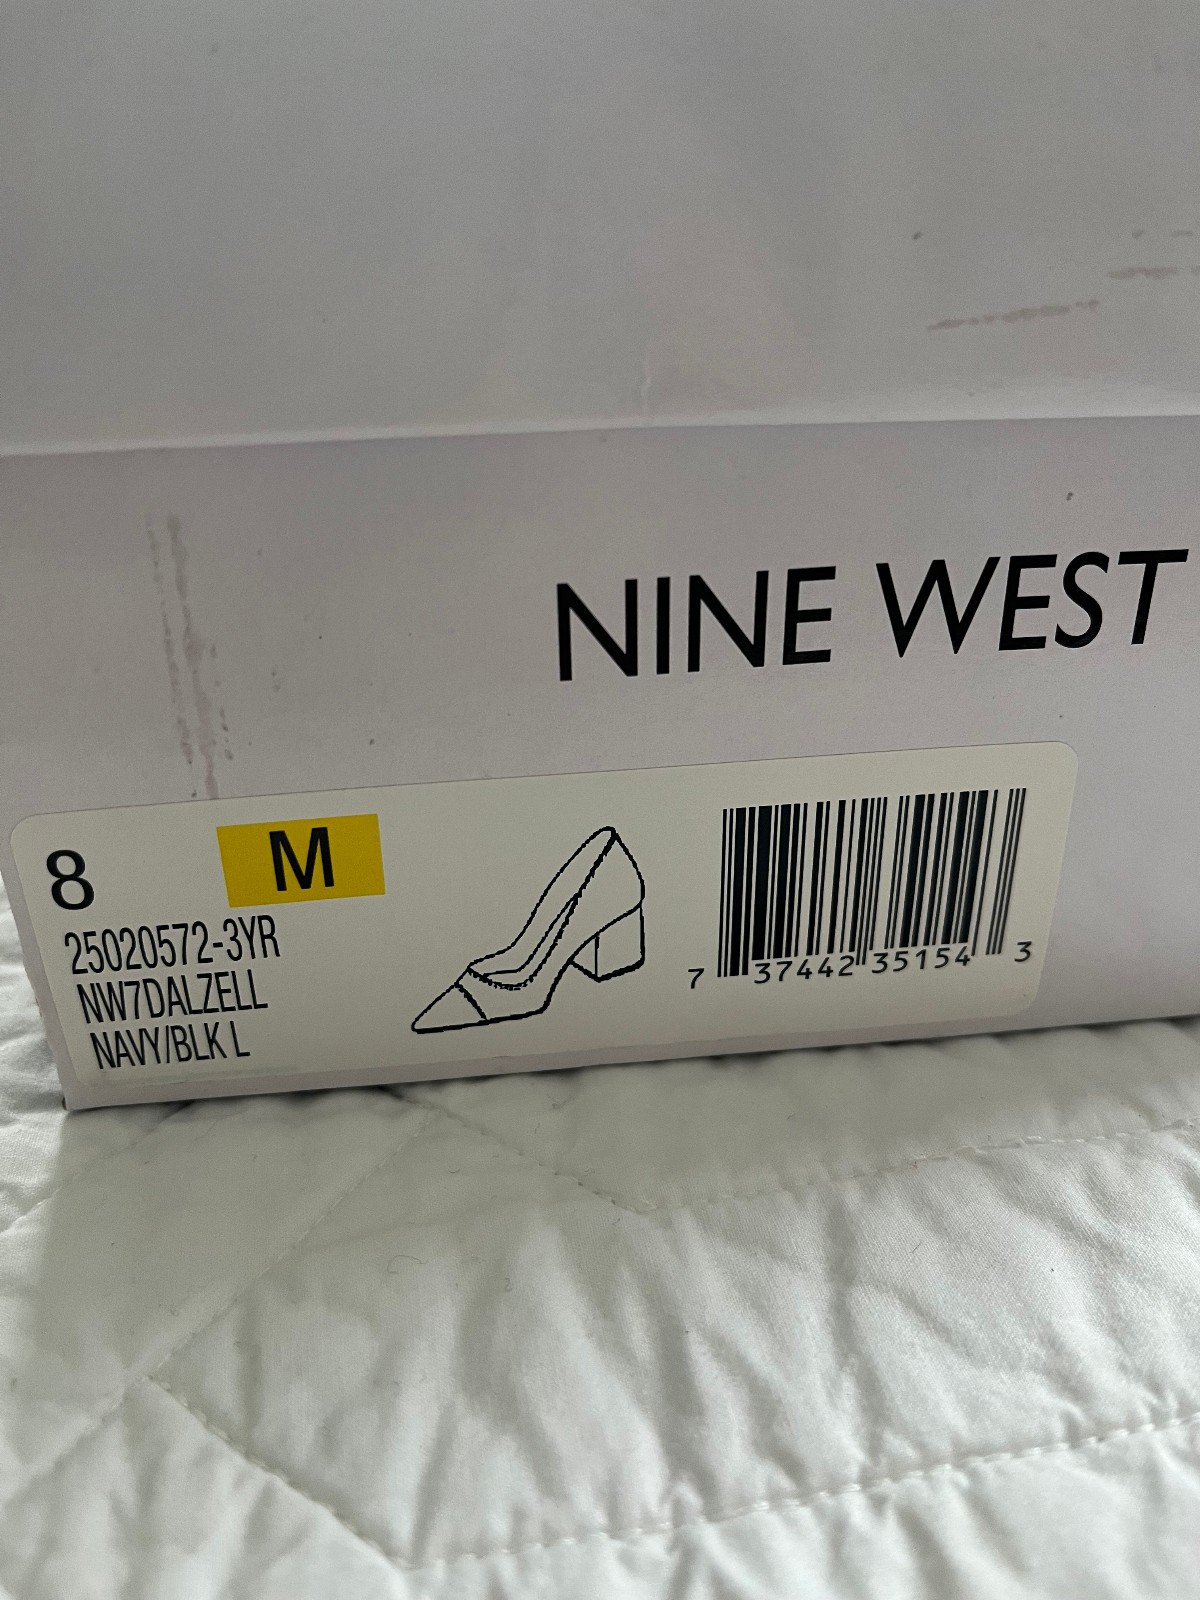 NINE WEST
8 M
25020572-3YR
NW7DALZELL
NAVY/BLK L
7 37442 35154 3